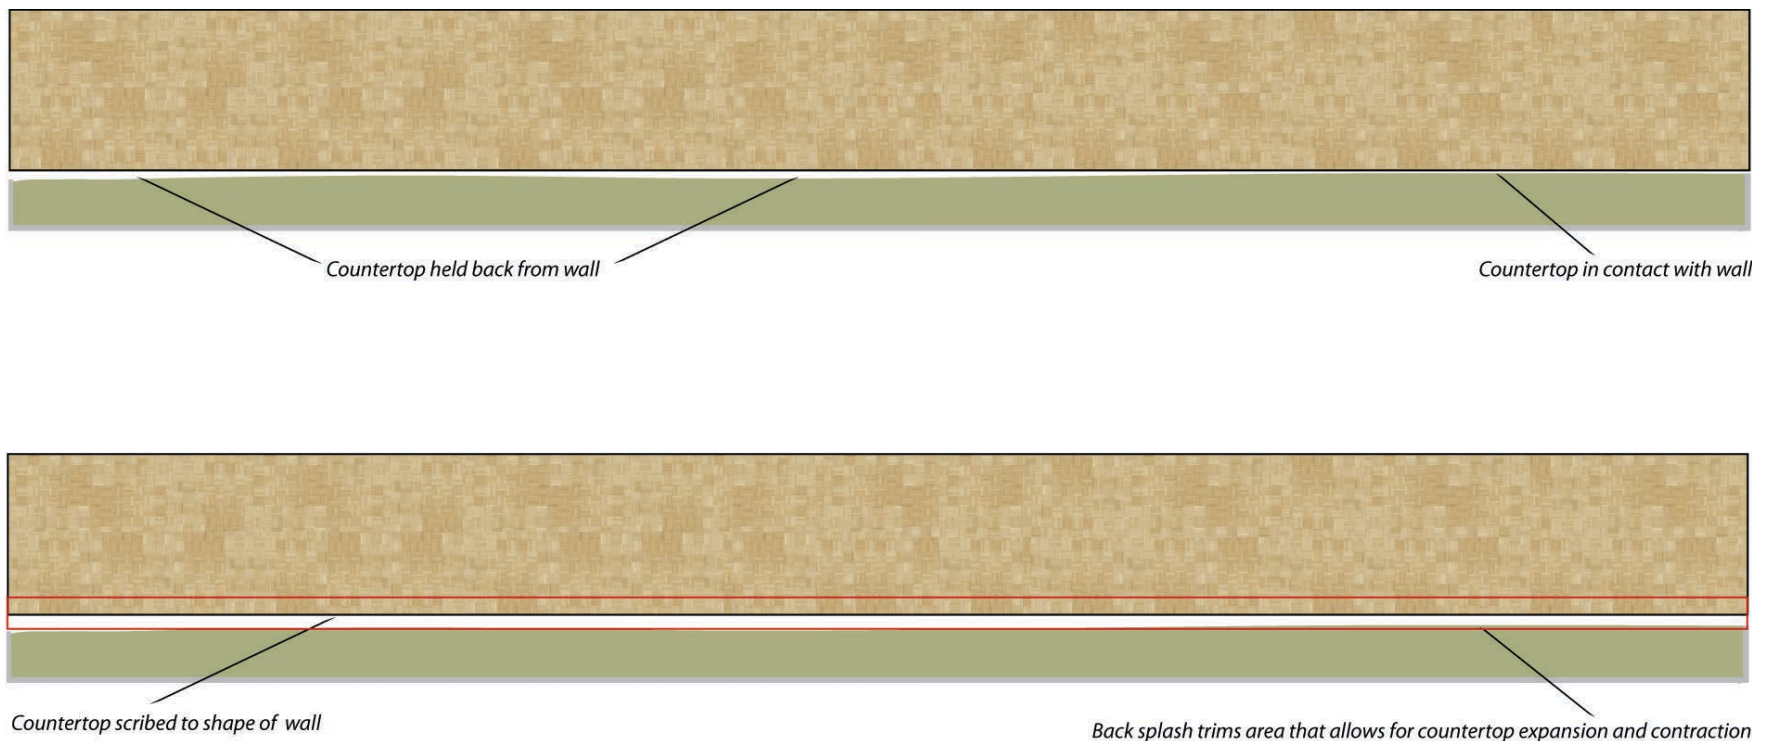 Countertop held back from wall
Countertop in contact with wall
Countertop scribed to shape of wall
Back splash trims area that allows for countertop expansion and contraction